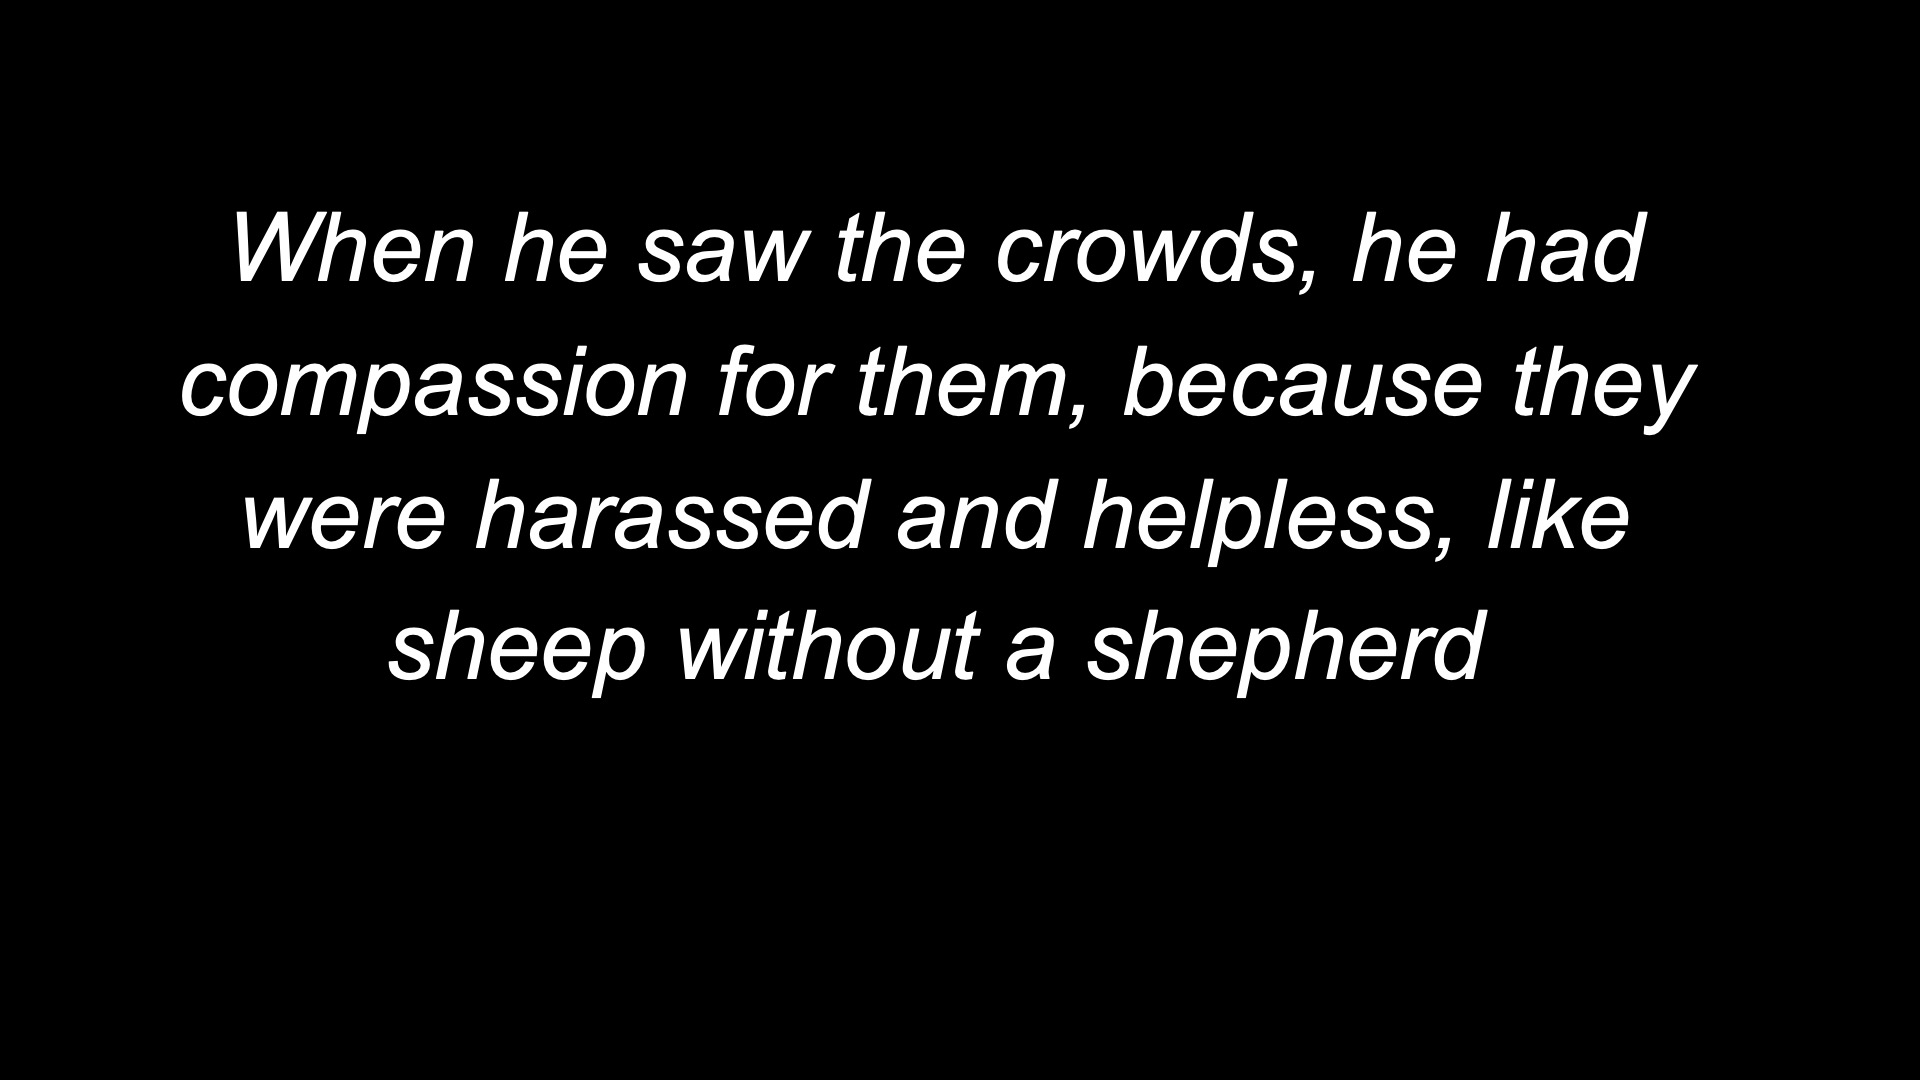 When he saw the crowds, he had
compassion for them, because they
were harassed and helpless, like
sheep without a shepherd